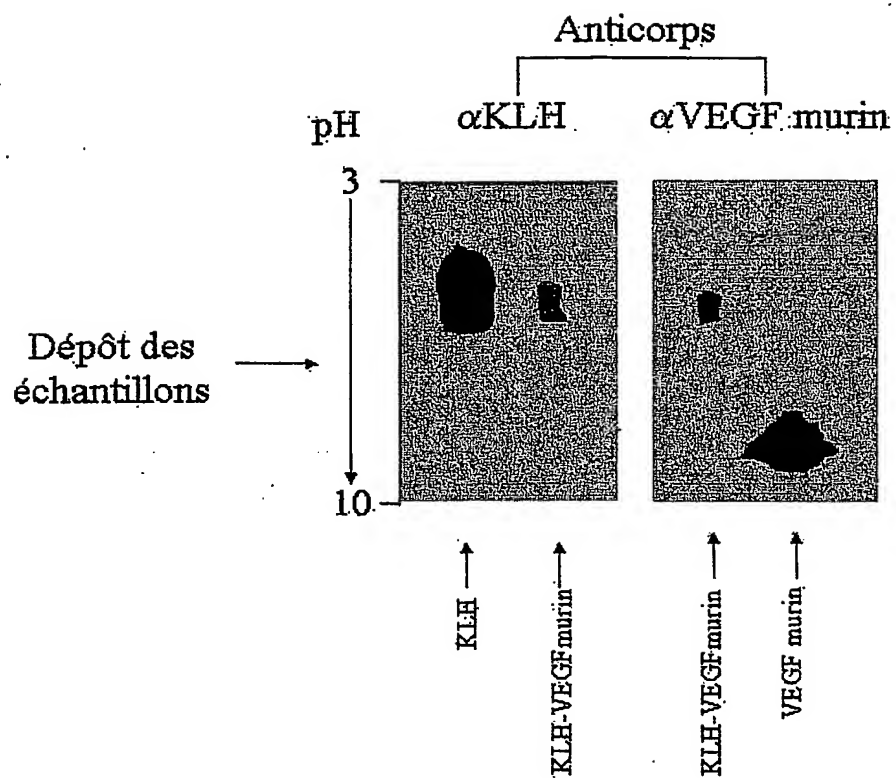 Anticorps
pH
αKLH
αVEGF murin
3
Dépôt des
échantillons
10
KLH
KLH-VEGFmurin
KLH-VEGFmurin
VEGF murin